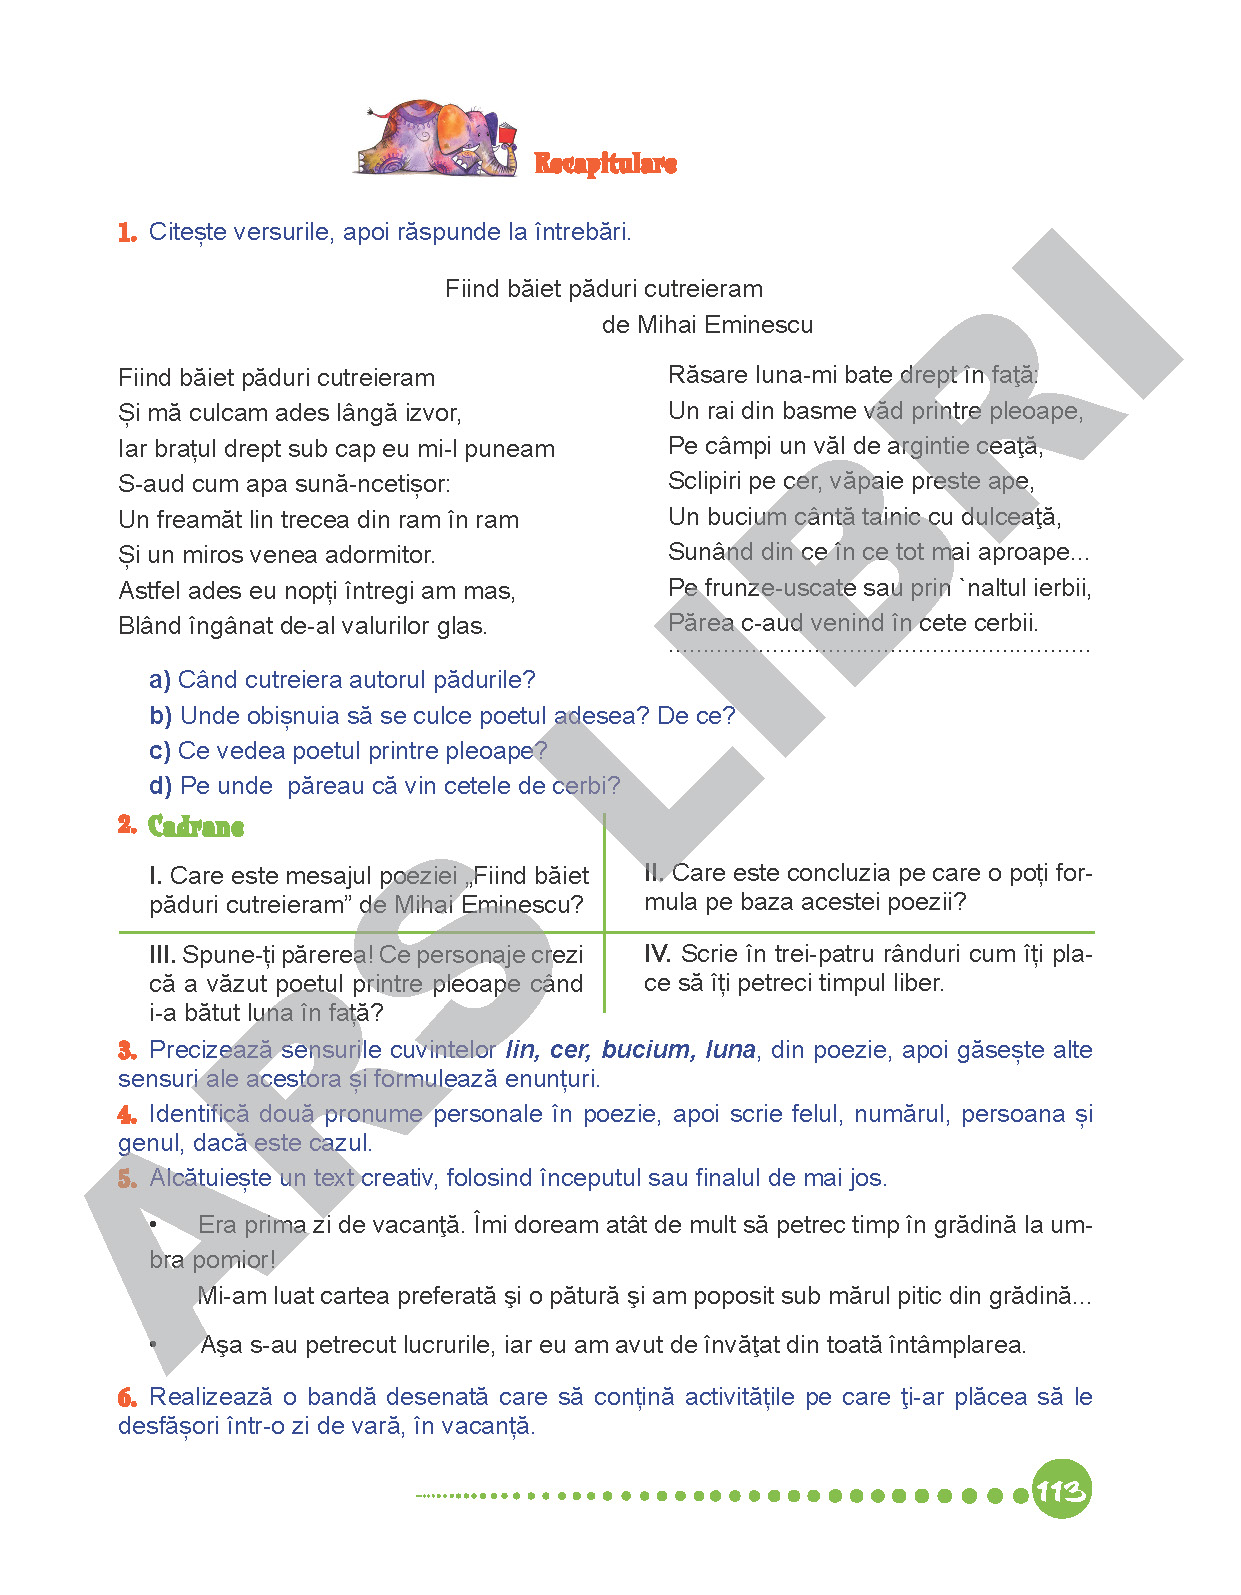 Recapitulare
1. Citește versurile, apoi răspunde la întrebări.
Fiind băiet păduri cutreieram
de Mihai Eminescu
Fiind băiet păduri cutreieram
Și mă culcam ades lângă izvor,
Iar brațul drept sub cap eu mi-l puneam
S-aud cum apa sună-ncetișor:
Un freamăt lin trecea din ram în ram
Și un miros venea adormitor.
Astfel ades eu nopți întregi am mas,
Blând îngânat de-al valurilor glas.
Răsare luna-mi bate drept în faţă:
Un rai din basme văd printre pleoape,
Pe câmpi un văl de argintie ceaţă,
Sclipiri pe cer, văpaie preste ape,
Un bucium cântă tainic cu dulceaţă,
Sunând din ce în ce tot mai aproape...
Pe frunze-uscate sau prin `naltul ierbii,
Părea c-aud venind în cete cerbii.
............................................................
a) Când cutreiera autorul pădurile?
b) Unde obișnuia să se culce poetul adesea? De ce?
c) Ce vedea poetul printre pleoape?
d) Pe unde  păreau că vin cetele de cerbi?
2. Cadrane
I. Care este mesajul poeziei „Fiind băiet
păduri cutreieram” de Mihai Eminescu?
II. Care este concluzia pe care o poți for-
mula pe baza acestei poezii?
III. Spune-ți părerea! Ce personaje crezi
că a văzut poetul printre pleoape când
i-a bătut luna în față?
IV. Scrie în trei-patru rânduri cum îți pla-
ce să îți petreci timpul liber.
3. Precizează sensurile cuvintelor lin, cer, bucium, luna, din poezie, apoi găsește alte
sensuri ale acestora și formulează enunțuri.
4. Identifică două pronume personale în poezie, apoi scrie felul, numărul, persoana și
genul, dacă este cazul.
5. Alcătuiește un text creativ, folosind începutul sau finalul de mai jos.
• Era prima zi de vacanţă. Îmi doream atât de mult să petrec timp în grădină la um-
bra pomior!
Mi-am luat cartea preferată şi o pătură şi am poposit sub mărul pitic din grădină...
• Aşa s-au petrecut lucrurile, iar eu am avut de învăţat din toată întâmplarea.
6. Realizează o bandă desenată care să conțină activitățile pe care ţi-ar plăcea să le
desfășori într-o zi de vară, în vacanță.
113
ARS LIBRI